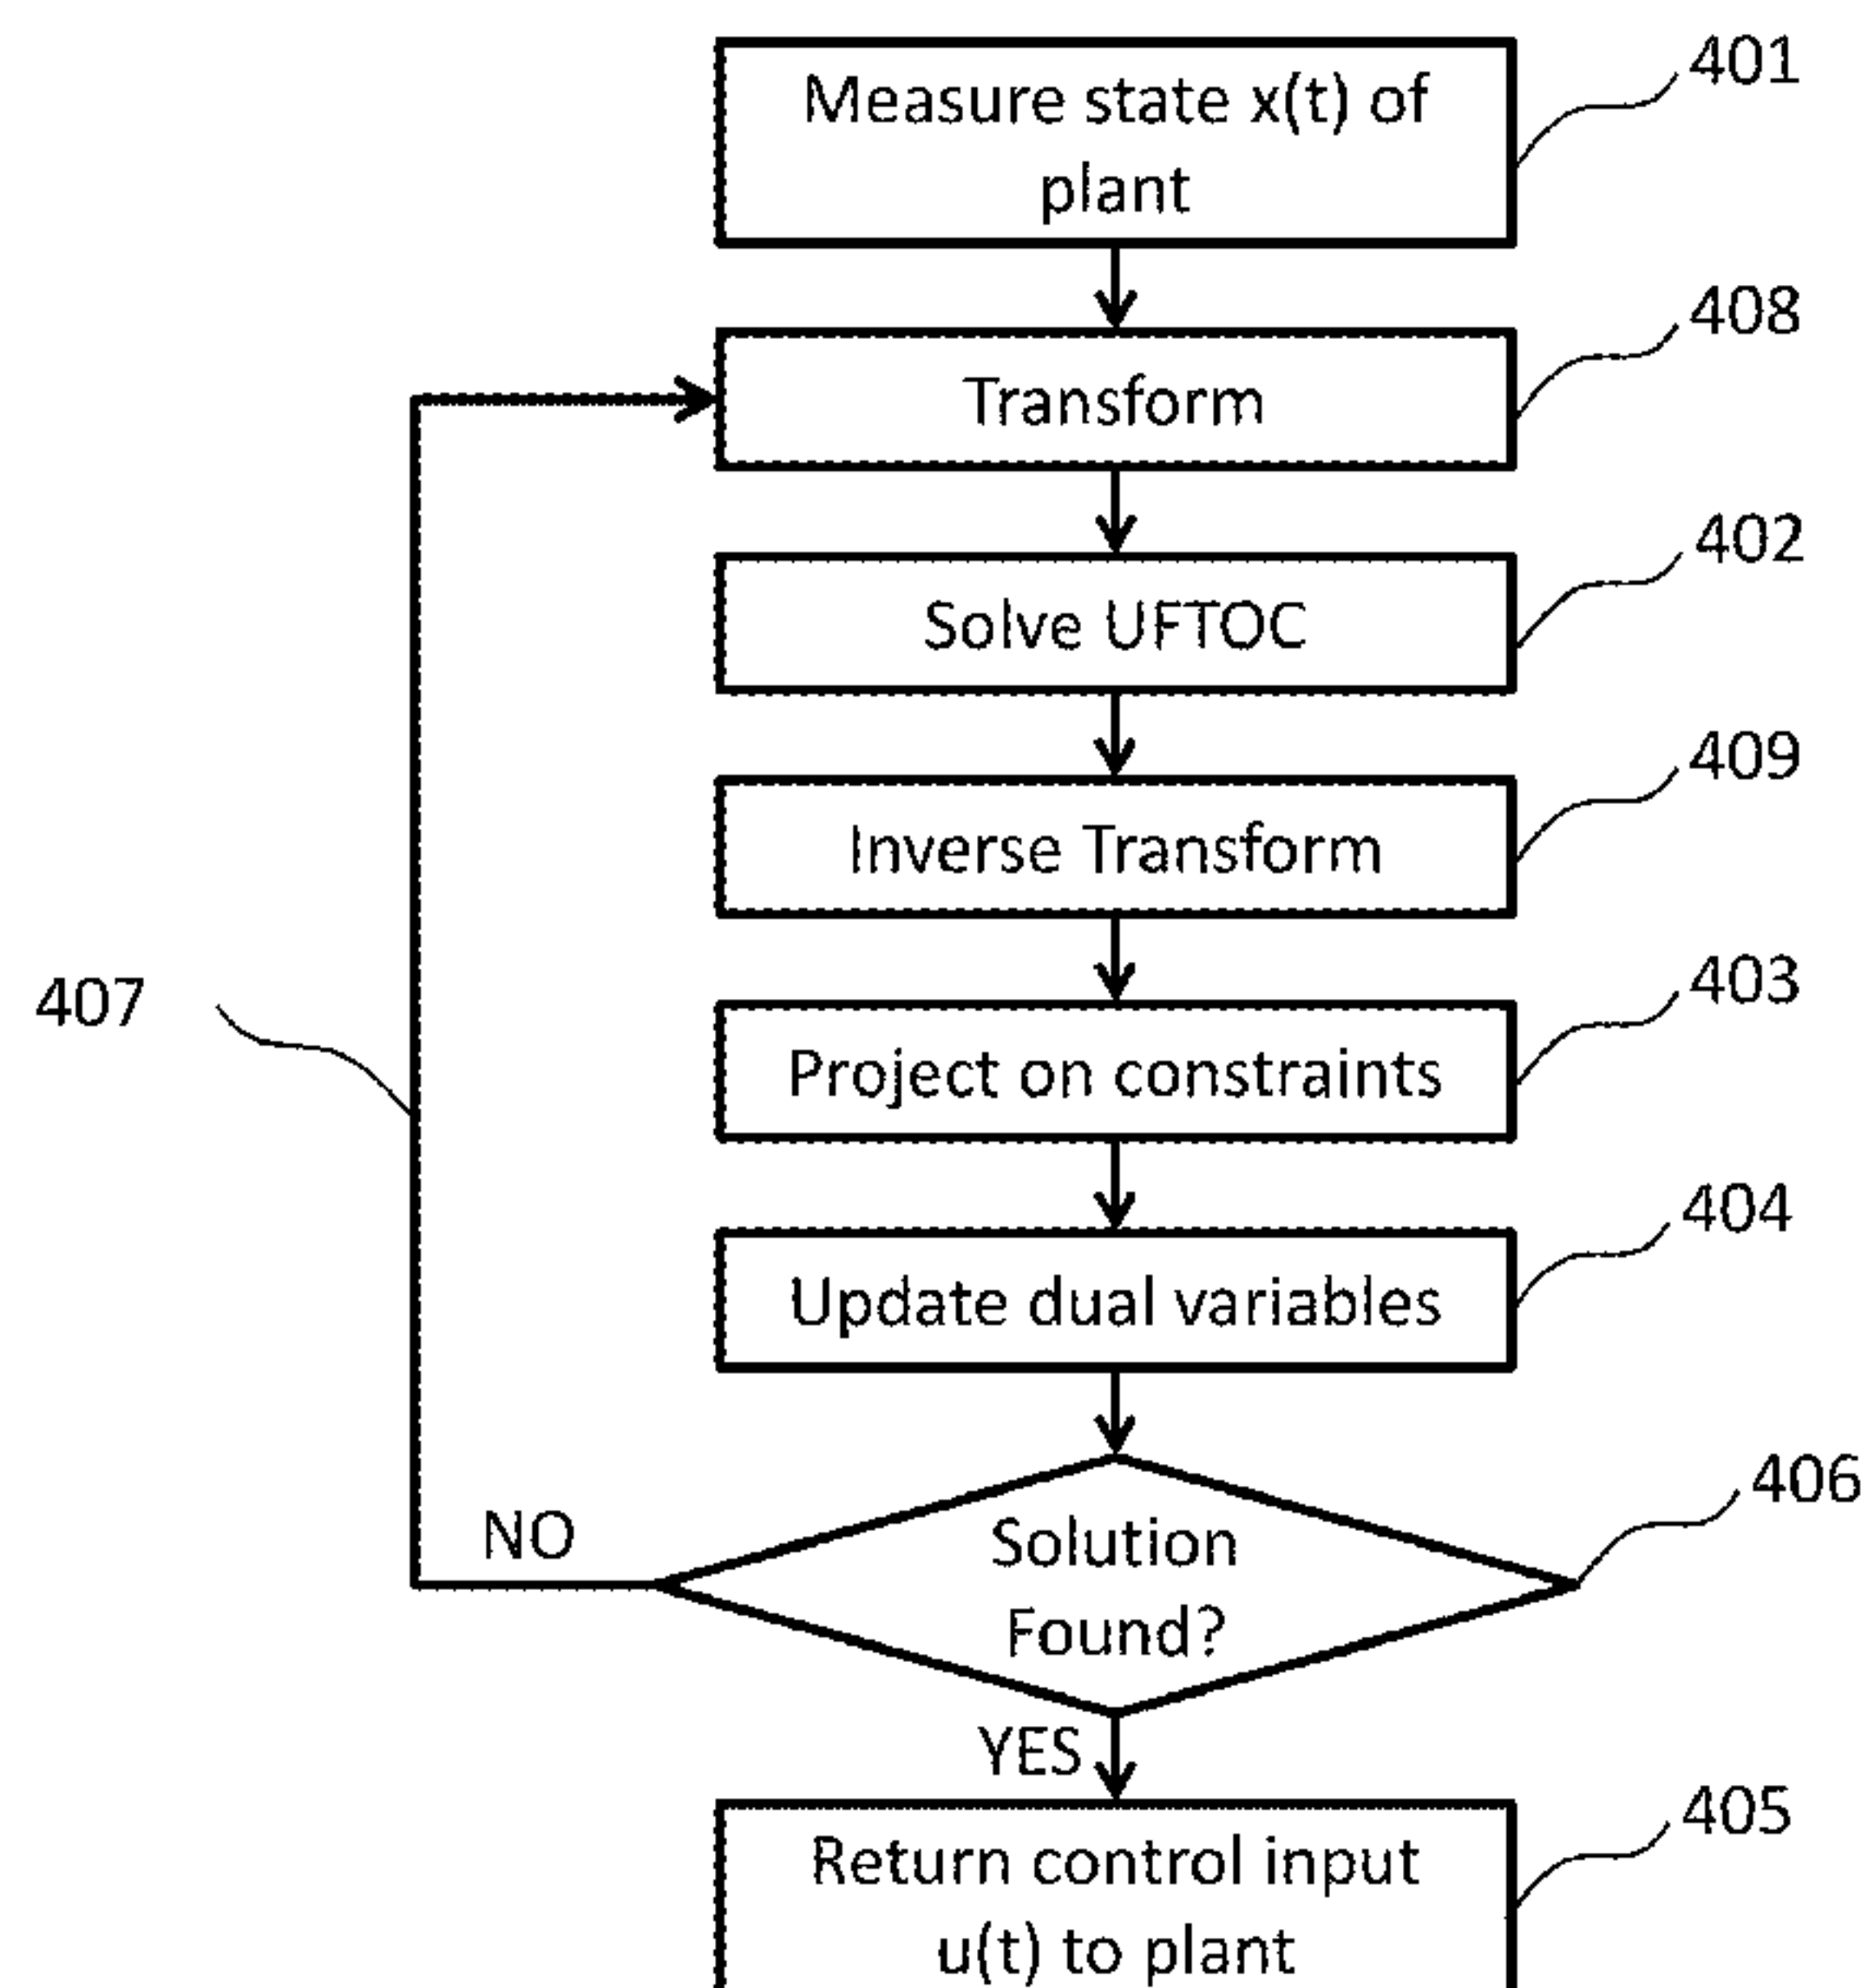 401
Measure state x(t) of
plant
408
Transform
402
Solve UFTOC
409
Inverse Transform
403
407
Project on constraints
404
Update dual variables
406
NO
Solution
Found?
YES
405
Return control input
u(t) to plant